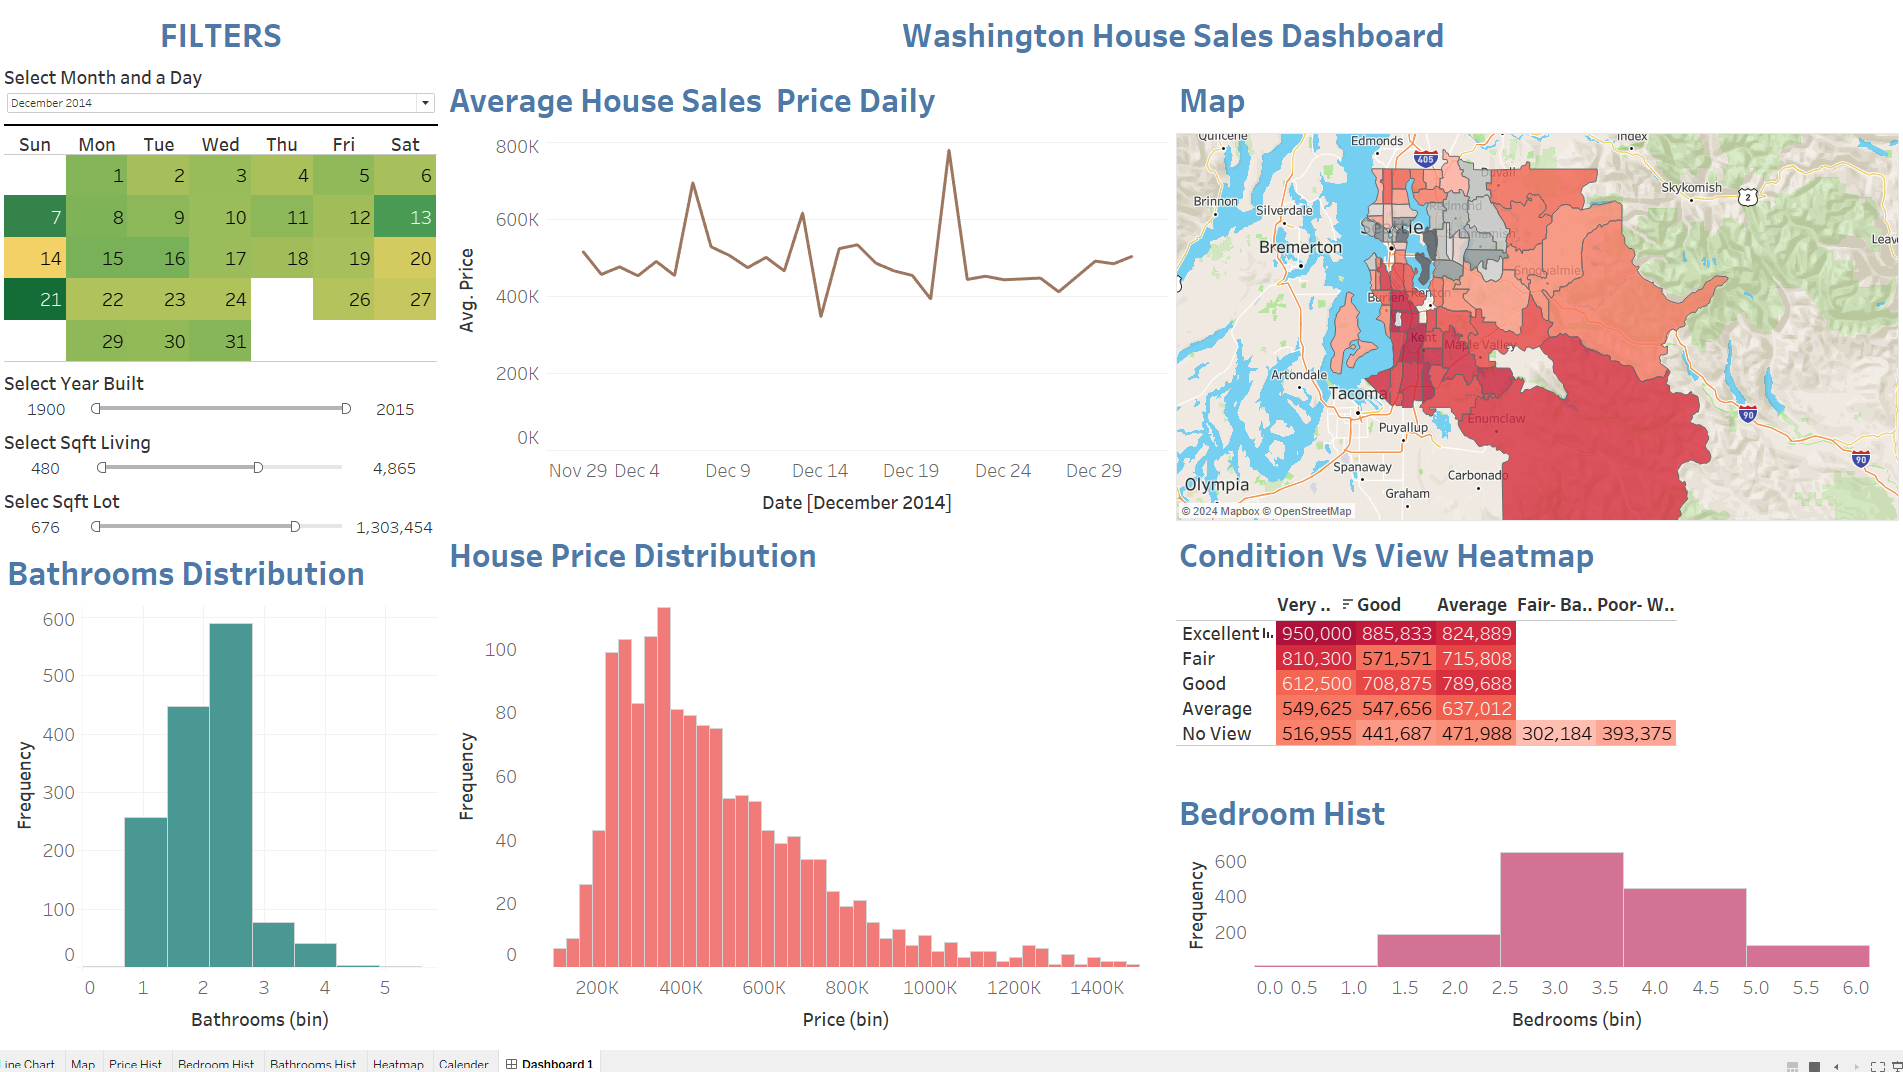 FILTERS
Washington House Sales Dashboard
Select Month and a Day
December 2014
Sun Mon Tue Wed Thu Fri Sat
1 2 3 4 5 6
7 8 9 10 11 12 13
14 15 16 17 18 19 20
21 22 23 24 26 27
29 30 31
Select Year Built
1900 2015
Select Sqft Living
480 4,865
Selec Sqft Lot
676 1,303,454
Average House Sales Price Daily
800K
600K
400K
200K
0K
Avg. Price
Nov 29 Dec 4 Dec 9 Dec 14 Dec 19 Dec 24 Dec 29
Date [December 2014]
Map
Quilcene
Edmonds
Index
405
Duvall
Skykomish
2
Brinnon
Silverdale
Redmond
Seattle
Bremerton
Sammamish
Leav
Snoqualmie
Burien
Renton
Kent
Maple Valley
Artondale
Tacoma
Enumclaw
90
Puyallup
90
Spanaway
Carbonado
Olympia
Graham
© 2024 Mapbox © OpenStreetMap
Bathrooms Distribution
600
500
400
300
200
100
0
Frequency
0 1 2 3 4 5
Bathrooms (bin)
House Price Distribution
100
80
60
40
20
0
Frequency
200K 400K 600K 800K 1000K 1200K 1400K
Price (bin)
Condition Vs View Heatmap
Very .. Good Average Fair- Ba.. Poor- W..
Excellent 950,000 885,833 824,889
Fair 810,300 571,571 715,808
Good 612,500 708,875 789,688
Average 549,625 547,656 637,012
No View 516,955 441,687 471,988 302,184 393,375
Bedroom Hist
600
400
200
Frequency
0.0 0.5 1.0 1.5 2.0 2.5 3.0 3.5 4.0 4.5 5.0 5.5 6.0
Bedrooms (bin)
Line Chart Map Price Hist Bedroom Hist Bathrooms Hist Heatmap Calender Dashboard 1